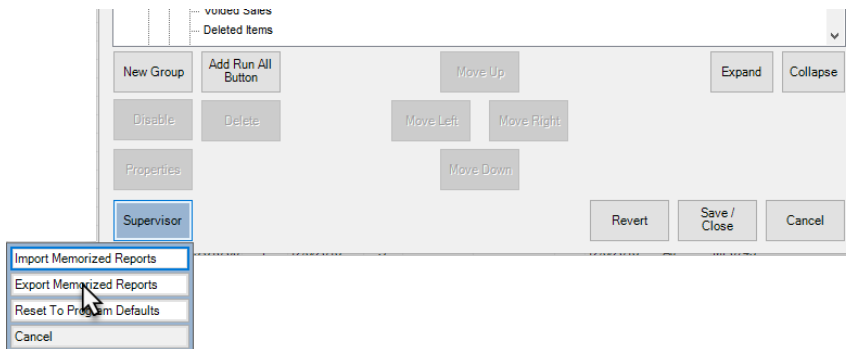 Voided Sales
Deleted Items
New Group
Add Run All
Button
Move Up
Expand
Collapse
Disable
Delete
Move Left
Move Right
Properties
Move Down
Supervisor
Revert
Save /
Close
Cancel
Import Memorized Reports
Export Memorized Reports
Reset To Program Defaults
Cancel